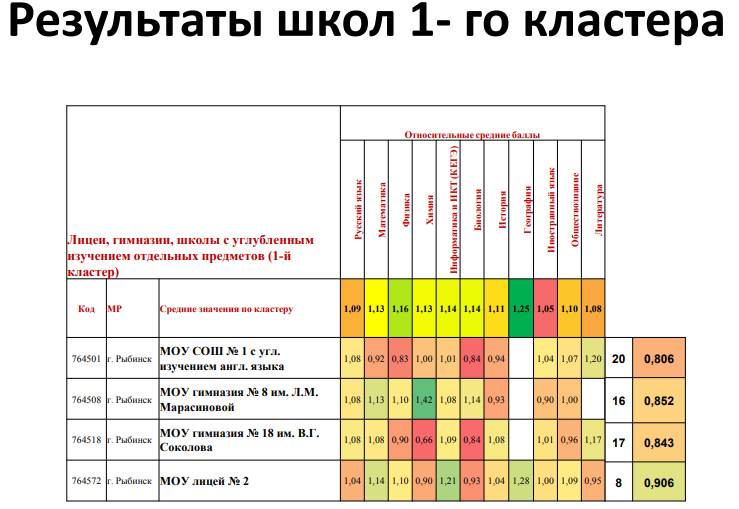 Результаты школ 1- го кластера
Относительные средние баллы
Русский язык
Математика
Физика
Химия
Информатика и ИКТ (КЕГЭ)
Биология
История
География
Иностранный язык
Обществознание
Литература
Лицеи, гимназии, школы с углубленным
изучением отдельных предметов (1-й
кластер)
Код МР Средние значения по кластеру 1,09 1,13 1,16 1,13 1,14 1,14 1,11 1,25 1,05 1,10 1,08
764501 г. Рыбинск МОУ СОШ № 1 с угл.
изучением англ. языка 1,08 0,92 0,83 1,00 1,01 0,84 0,94 1,04 1,07 1,20 20 0,806
764508 г. Рыбинск МОУ гимназия № 8 им. Л.М.
Марасиновой 1,08 1,13 1,10 1,42 1,08 1,14 0,93 0,90 1,00 16 0,852
764518 г. Рыбинск МОУ гимназия № 18 им. В.Г.
Соколова 1,08 1,08 0,90 0,66 1,09 0,84 1,08 1,01 0,96 1,17 17 0,843
764572 г. Рыбинск МОУ лицей № 2 1,04 1,14 1,10 0,90 1,21 0,93 1,04 1,28 1,00 1,09 0,95 8 0,906